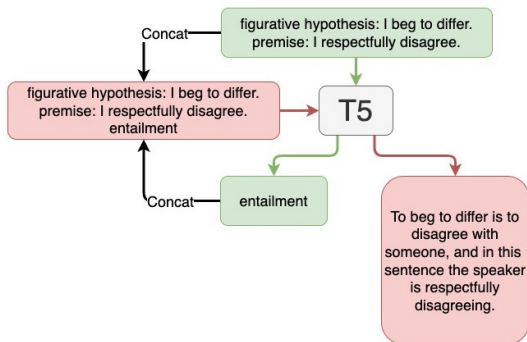 figurative hypothesis: I beg to differ.
premise: I respectfully disagree.
Concat
figurative hypothesis: I beg to differ.
premise: I respectfully disagree.
entailment
T5
Concat
entailment
To beg to differ is to
disagree with
someone, and in this
sentence the speaker
is respectfully
disagreeing.